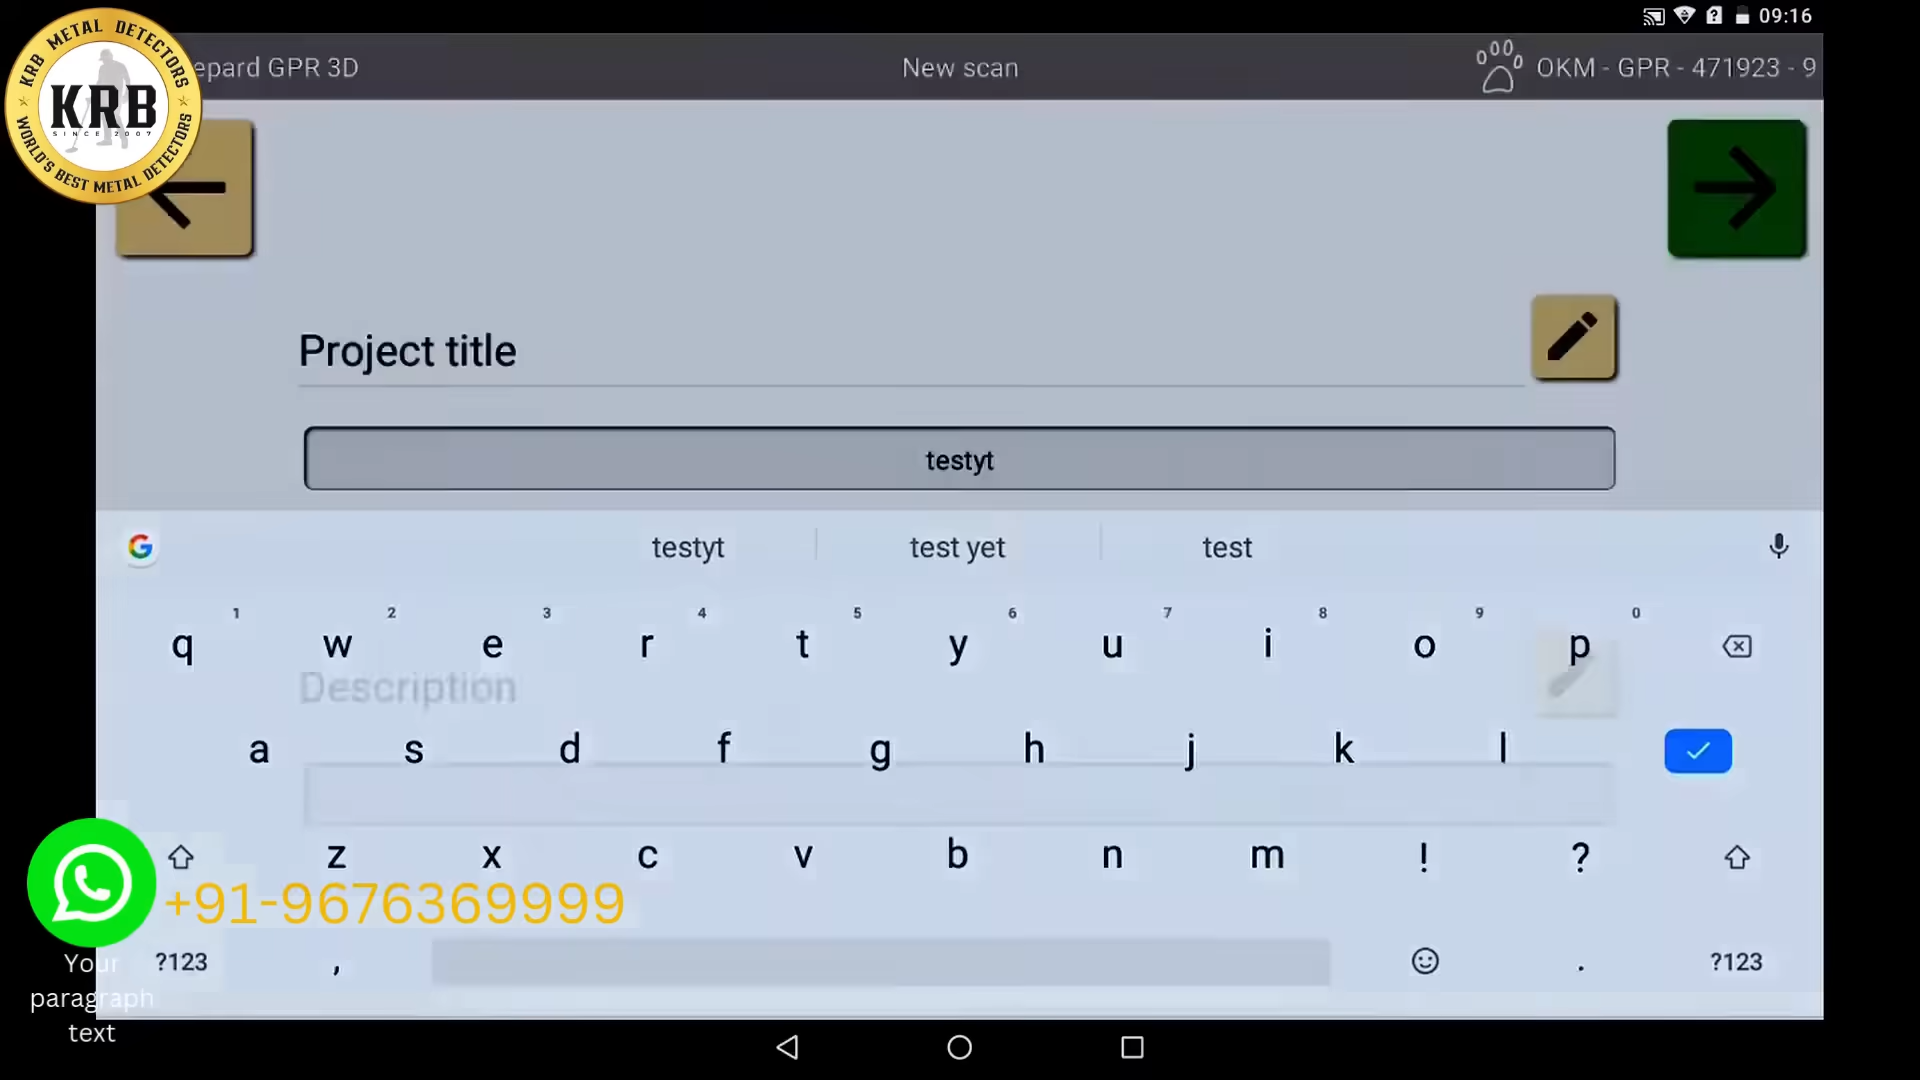 KRB METAL DETECTORS
KRB
SINCE 2007
WORLD'S BEST METAL DETECTORS
09:16
epard GPR 3D
New scan
OKM - GPR - 471923 - 9
Project title
testyt
testyt
test yet
test
1 2 3 4 5 6 7 8 9 0
q w e r t y u i o p
Description
a s d f g h j k l
z x c v b n m ! ?
+91-9676369999
?123 , . ?123
Your
paragraph
text